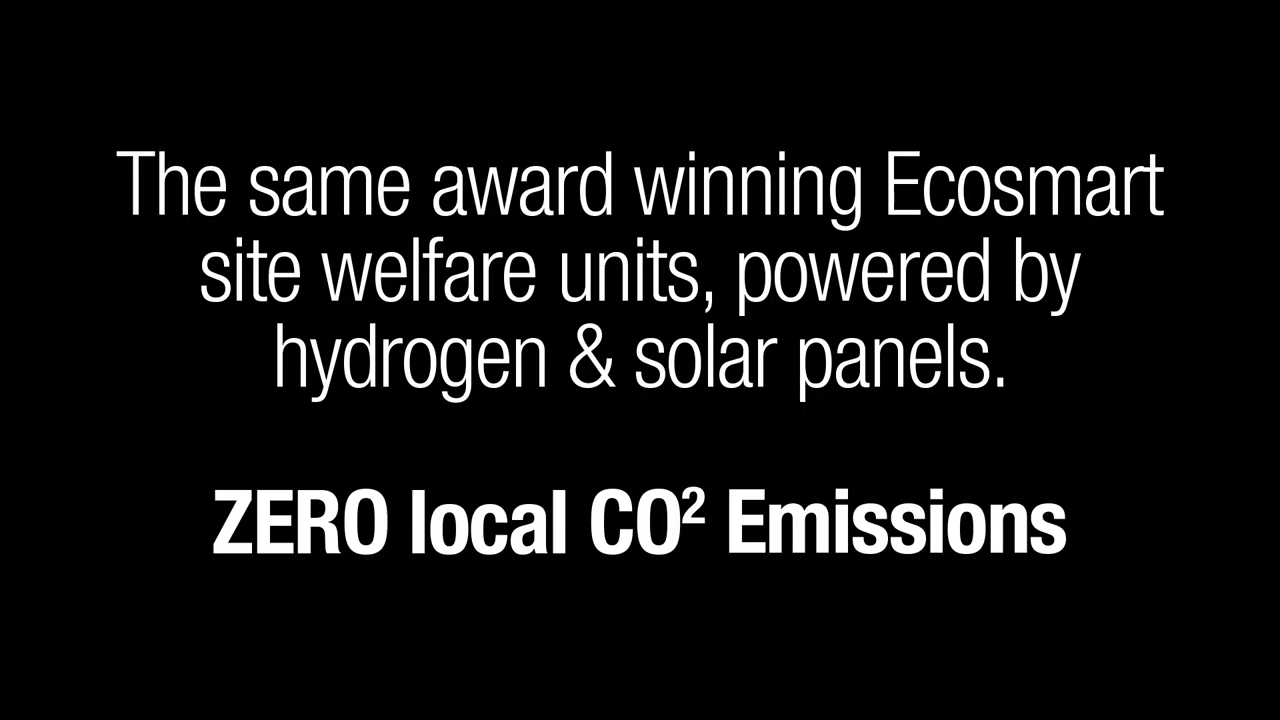 The same award winning Ecosmart
site welfare units, powered by
hydrogen & solar panels.
ZERO local CO² Emissions